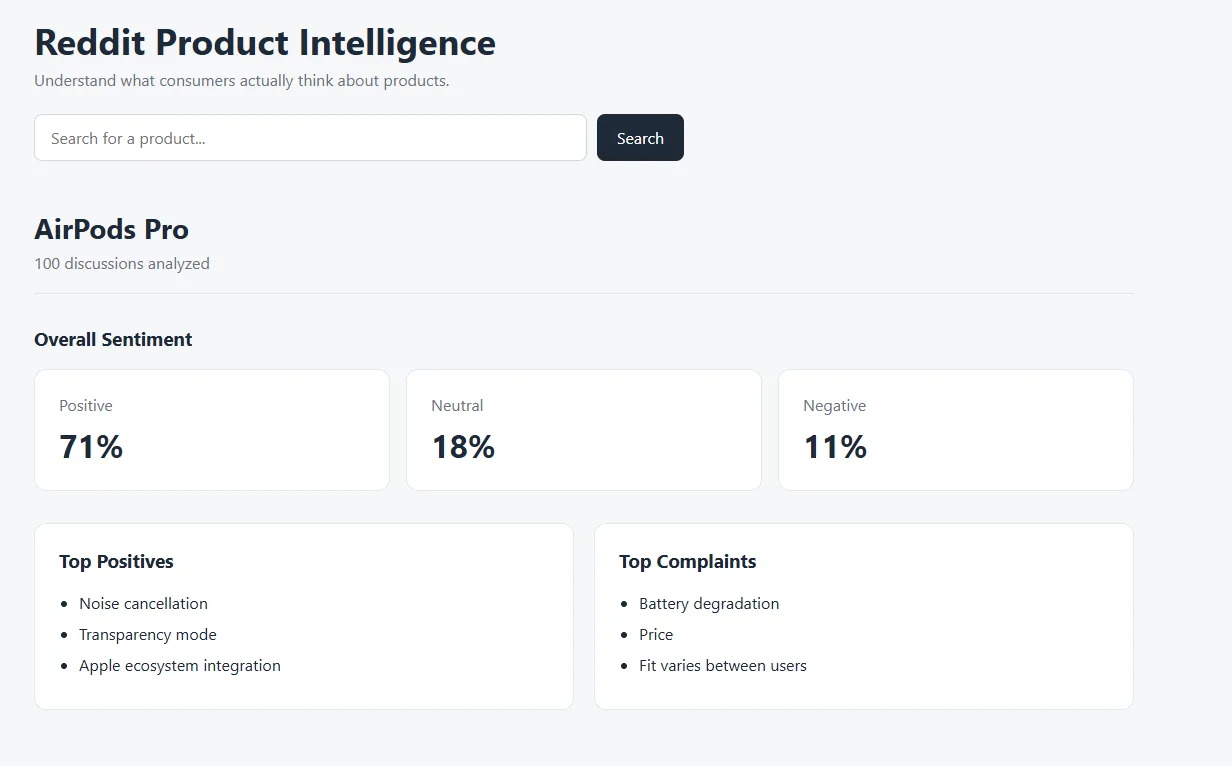 Reddit Product Intelligence
Understand what consumers actually think about products.
Search for a product...
Search
AirPods Pro
100 discussions analyzed
Overall Sentiment
Positive
71%
Neutral
18%
Negative
11%
Top Positives
Noise cancellation
Transparency mode
Apple ecosystem integration
Top Complaints
Battery degradation
Price
Fit varies between users